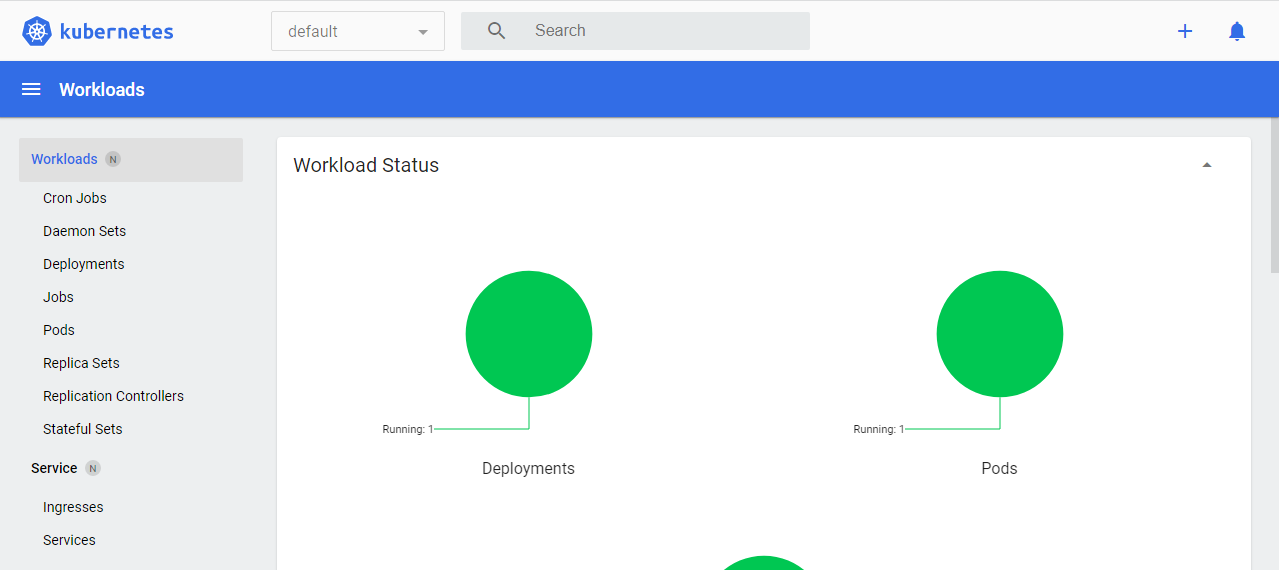 kubernetes
default
Search
Workloads
Workloads N
Cron Jobs
Daemon Sets
Deployments
Jobs
Pods
Replica Sets
Replication Controllers
Stateful Sets
Service N
Ingresses
Services
Workload Status
Running: 1
Deployments
Running: 1
Pods